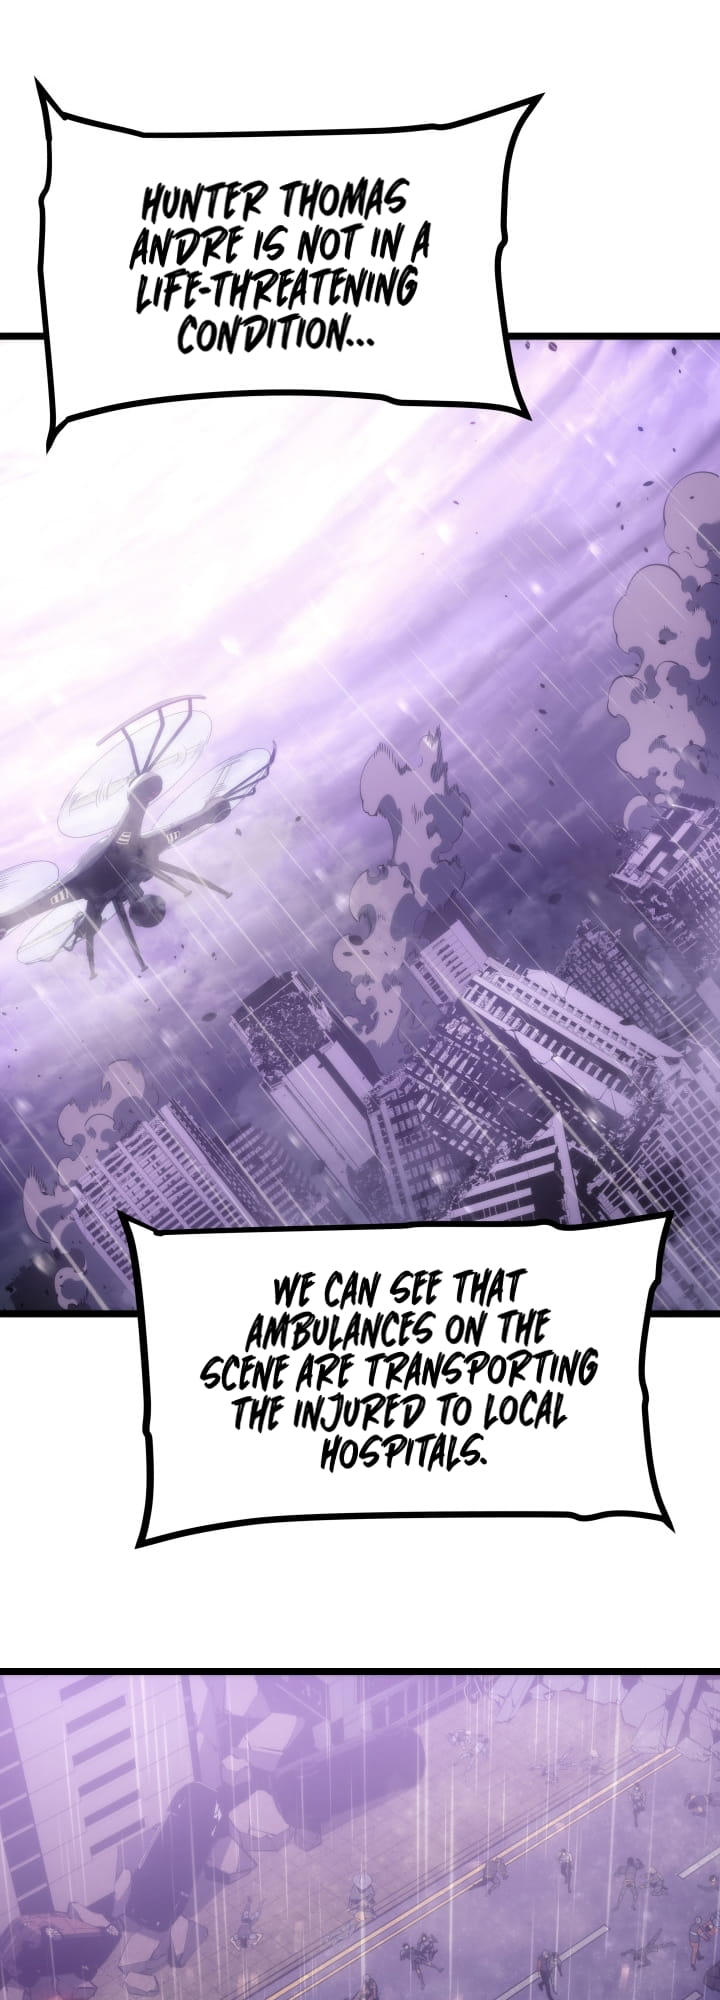 HUNTER THOMAS
ANDRE IS NOT IN A
LIFE-THREATENING
CONDITION...
WE CAN SEE THAT
AMBULANCES ON THE
SCENE ARE TRANSPORTING
THE INJURED TO LOCAL
HOSPITALS.